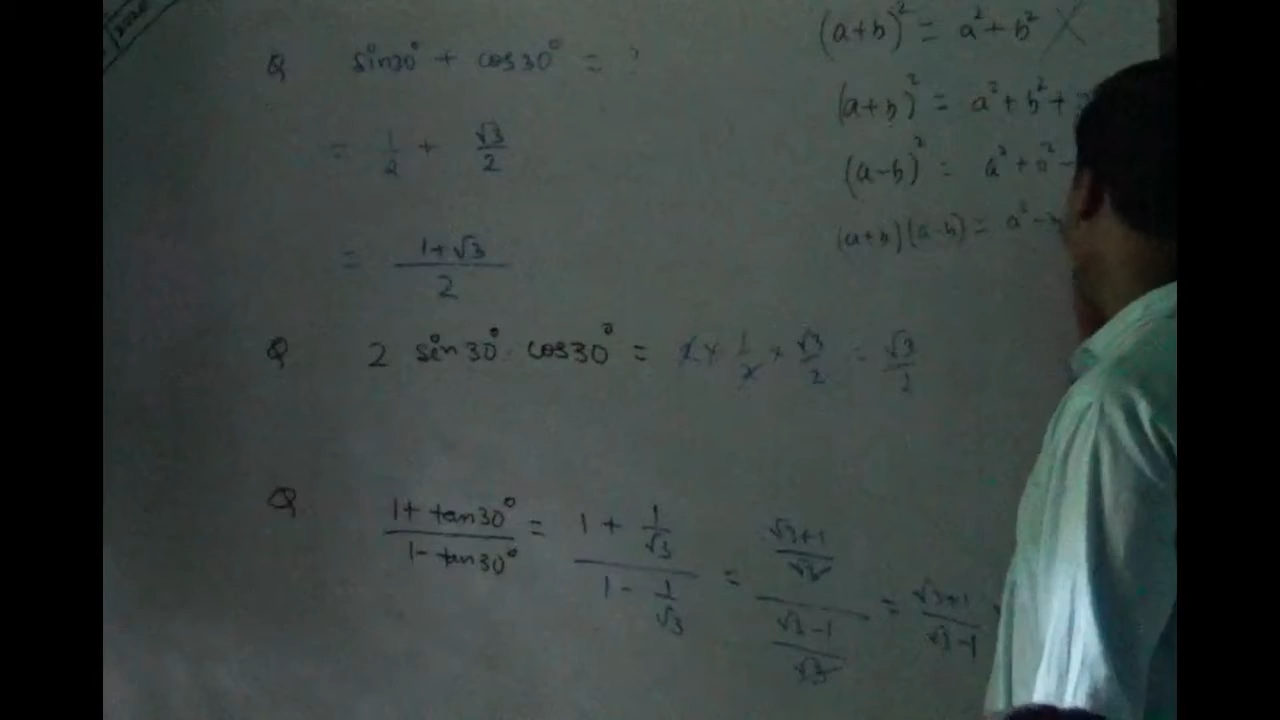 Q sin30° + cos30° = ?
= 1/2 + √3/2
= (1+√3)/2
Q 2 sin30° cos30° = 2 × 1/2 × √3/2 = √3/2
Q (1+ tan30°)/(1- tan30°) = (1 + 1/√3)/(1 - 1/√3) = ((√3+1)/√3)/((√3-1)/√3) = (√3+1)/(√3-1)
(a+b)² = a²+b² ×
(a+b)² = a²+b²+
(a-b)² = a²+b²-
(a+b)(a-b) = a²-